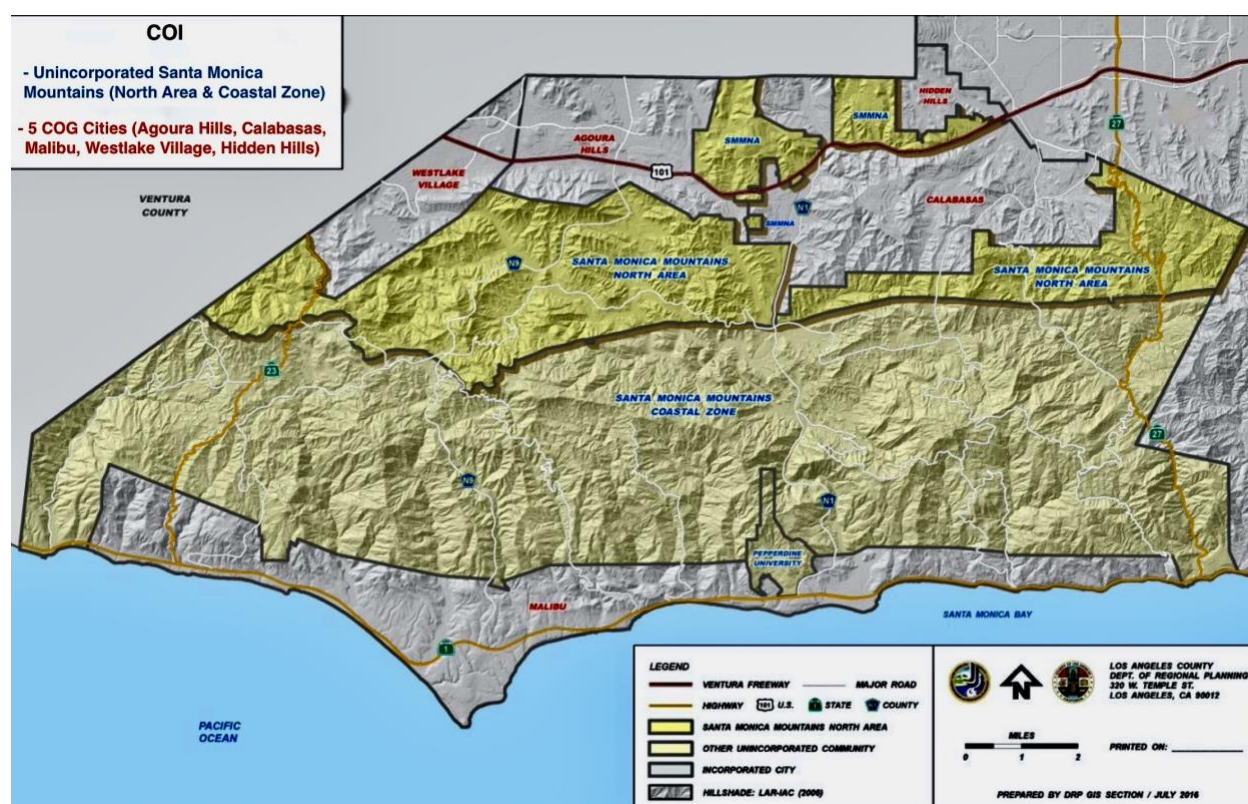 COI
- Unincorporated Santa Monica
Mountains (North Area & Coastal Zone)
- 5 COG Cities (Agoura Hills, Calabasas,
Malibu, Westlake Village, Hidden Hills)
VENTURA
COUNTY
WESTLAKE
VILLAGE
AGOURA
HILLS
101
SMMNA
SMMNA
HIDDEN
HILLS
27
SMMNA
N1
CALABASAS
N9
SANTA MONICA MOUNTAINS
NORTH AREA
SANTA MONICA MOUNTAINS
NORTH AREA
23
SANTA MONICA MOUNTAINS
COASTAL ZONE
27
N9
N1
PEPPERDINE
UNIVERSITY
MALIBU
1
SANTA MONICA BAY
PACIFIC
OCEAN
LEGEND
VENTURA FREEWAY
MAJOR ROAD
HIGHWAY 101 U.S. STATE COUNTY
SANTA MONICA MOUNTAINS NORTH AREA
OTHER UNINCORPORATED COMMUNITY
INCORPORATED CITY
HILLSHADE: LAR-IAC (2006)
N
LOS ANGELES COUNTY
DEPT. OF REGIONAL PLANNING
320 W. TEMPLE ST.
LOS ANGELES, CA 90012
MILES
0 1 2
PRINTED ON: ____________
PREPARED BY DRP GIS SECTION / JULY 2016